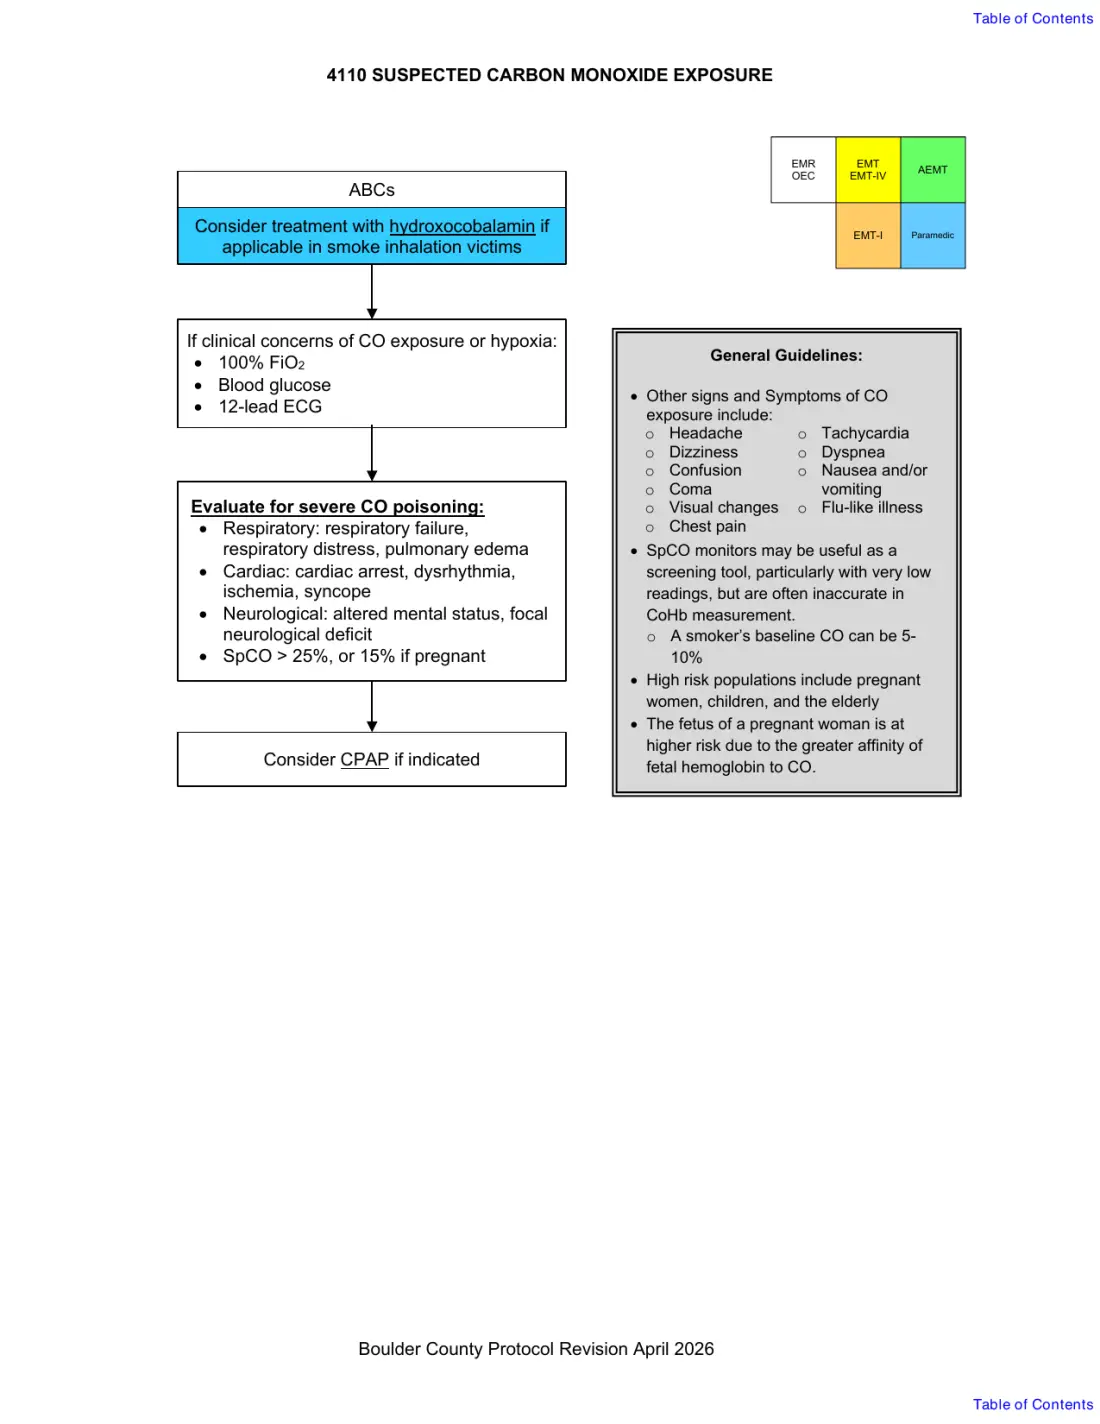 Table of Contents
4110 SUSPECTED CARBON MONOXIDE EXPOSURE
EMR
OEC
EMT
EMT-IV
AEMT
EMT-I
Paramedic
ABCs
Consider treatment with hydroxocobalamin if
applicable in smoke inhalation victims
If clinical concerns of CO exposure or hypoxia:
• 100% FiO2
• Blood glucose
• 12-lead ECG
Evaluate for severe CO poisoning:
• Respiratory: respiratory failure,
respiratory distress, pulmonary edema
• Cardiac: cardiac arrest, dysrhythmia,
ischemia, syncope
• Neurological: altered mental status, focal
neurological deficit
• SpCO > 25%, or 15% if pregnant
Consider CPAP if indicated
General Guidelines:
• Other signs and Symptoms of CO
exposure include:
o Headache
o Dizziness
o Confusion
o Coma
o Visual changes
o Chest pain
o Tachycardia
o Dyspnea
o Nausea and/or
vomiting
o Flu-like illness
• SpCO monitors may be useful as a
screening tool, particularly with very low
readings, but are often inaccurate in
CoHb measurement.
o A smoker’s baseline CO can be 5-
10%
• High risk populations include pregnant
women, children, and the elderly
• The fetus of a pregnant woman is at
higher risk due to the greater affinity of
fetal hemoglobin to CO.
Boulder County Protocol Revision April 2026
Table of Contents